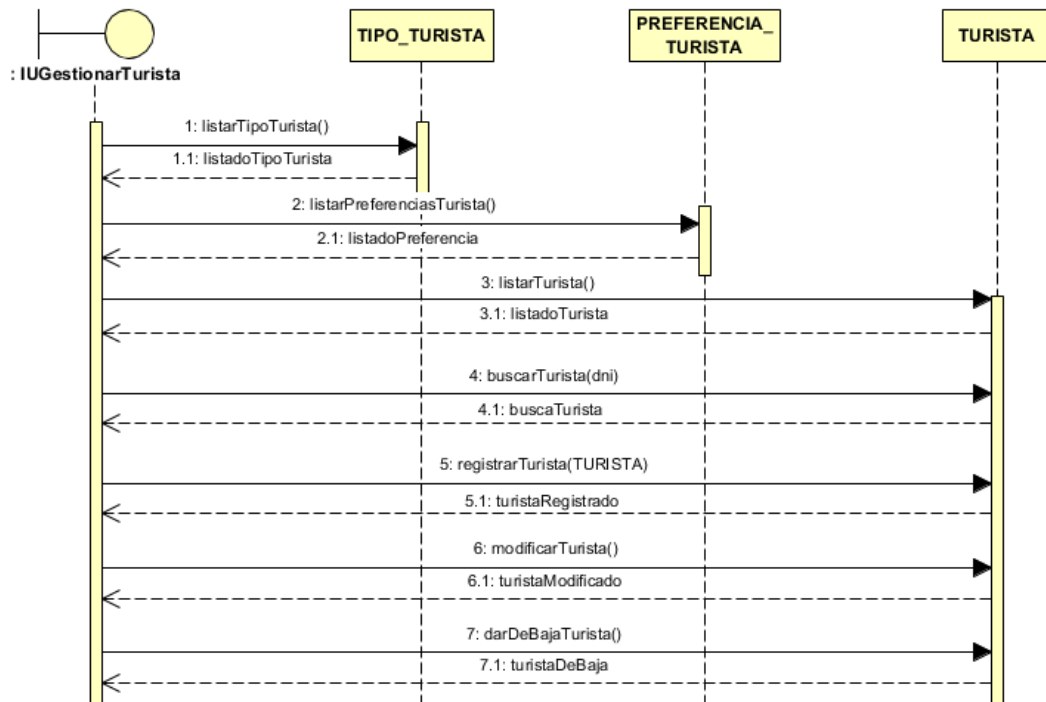 TIPO_TURISTA
PREFERENCIA_
TURISTA
TURISTA
: IUGestionarTurista
1: listarTipoTurista()
1.1: listadoTipoTurista
2: listarPreferenciasTurista()
2.1: listadoPreferencia
3: listarTurista()
3.1: listadoTurista
4: buscarTurista(dni)
4.1: buscaTurista
5: registrarTurista(TURISTA)
5.1: turistaRegistrado
6: modificarTurista()
6.1: turistaModificado
7: darDeBajaTurista()
7.1: turistaDeBaja